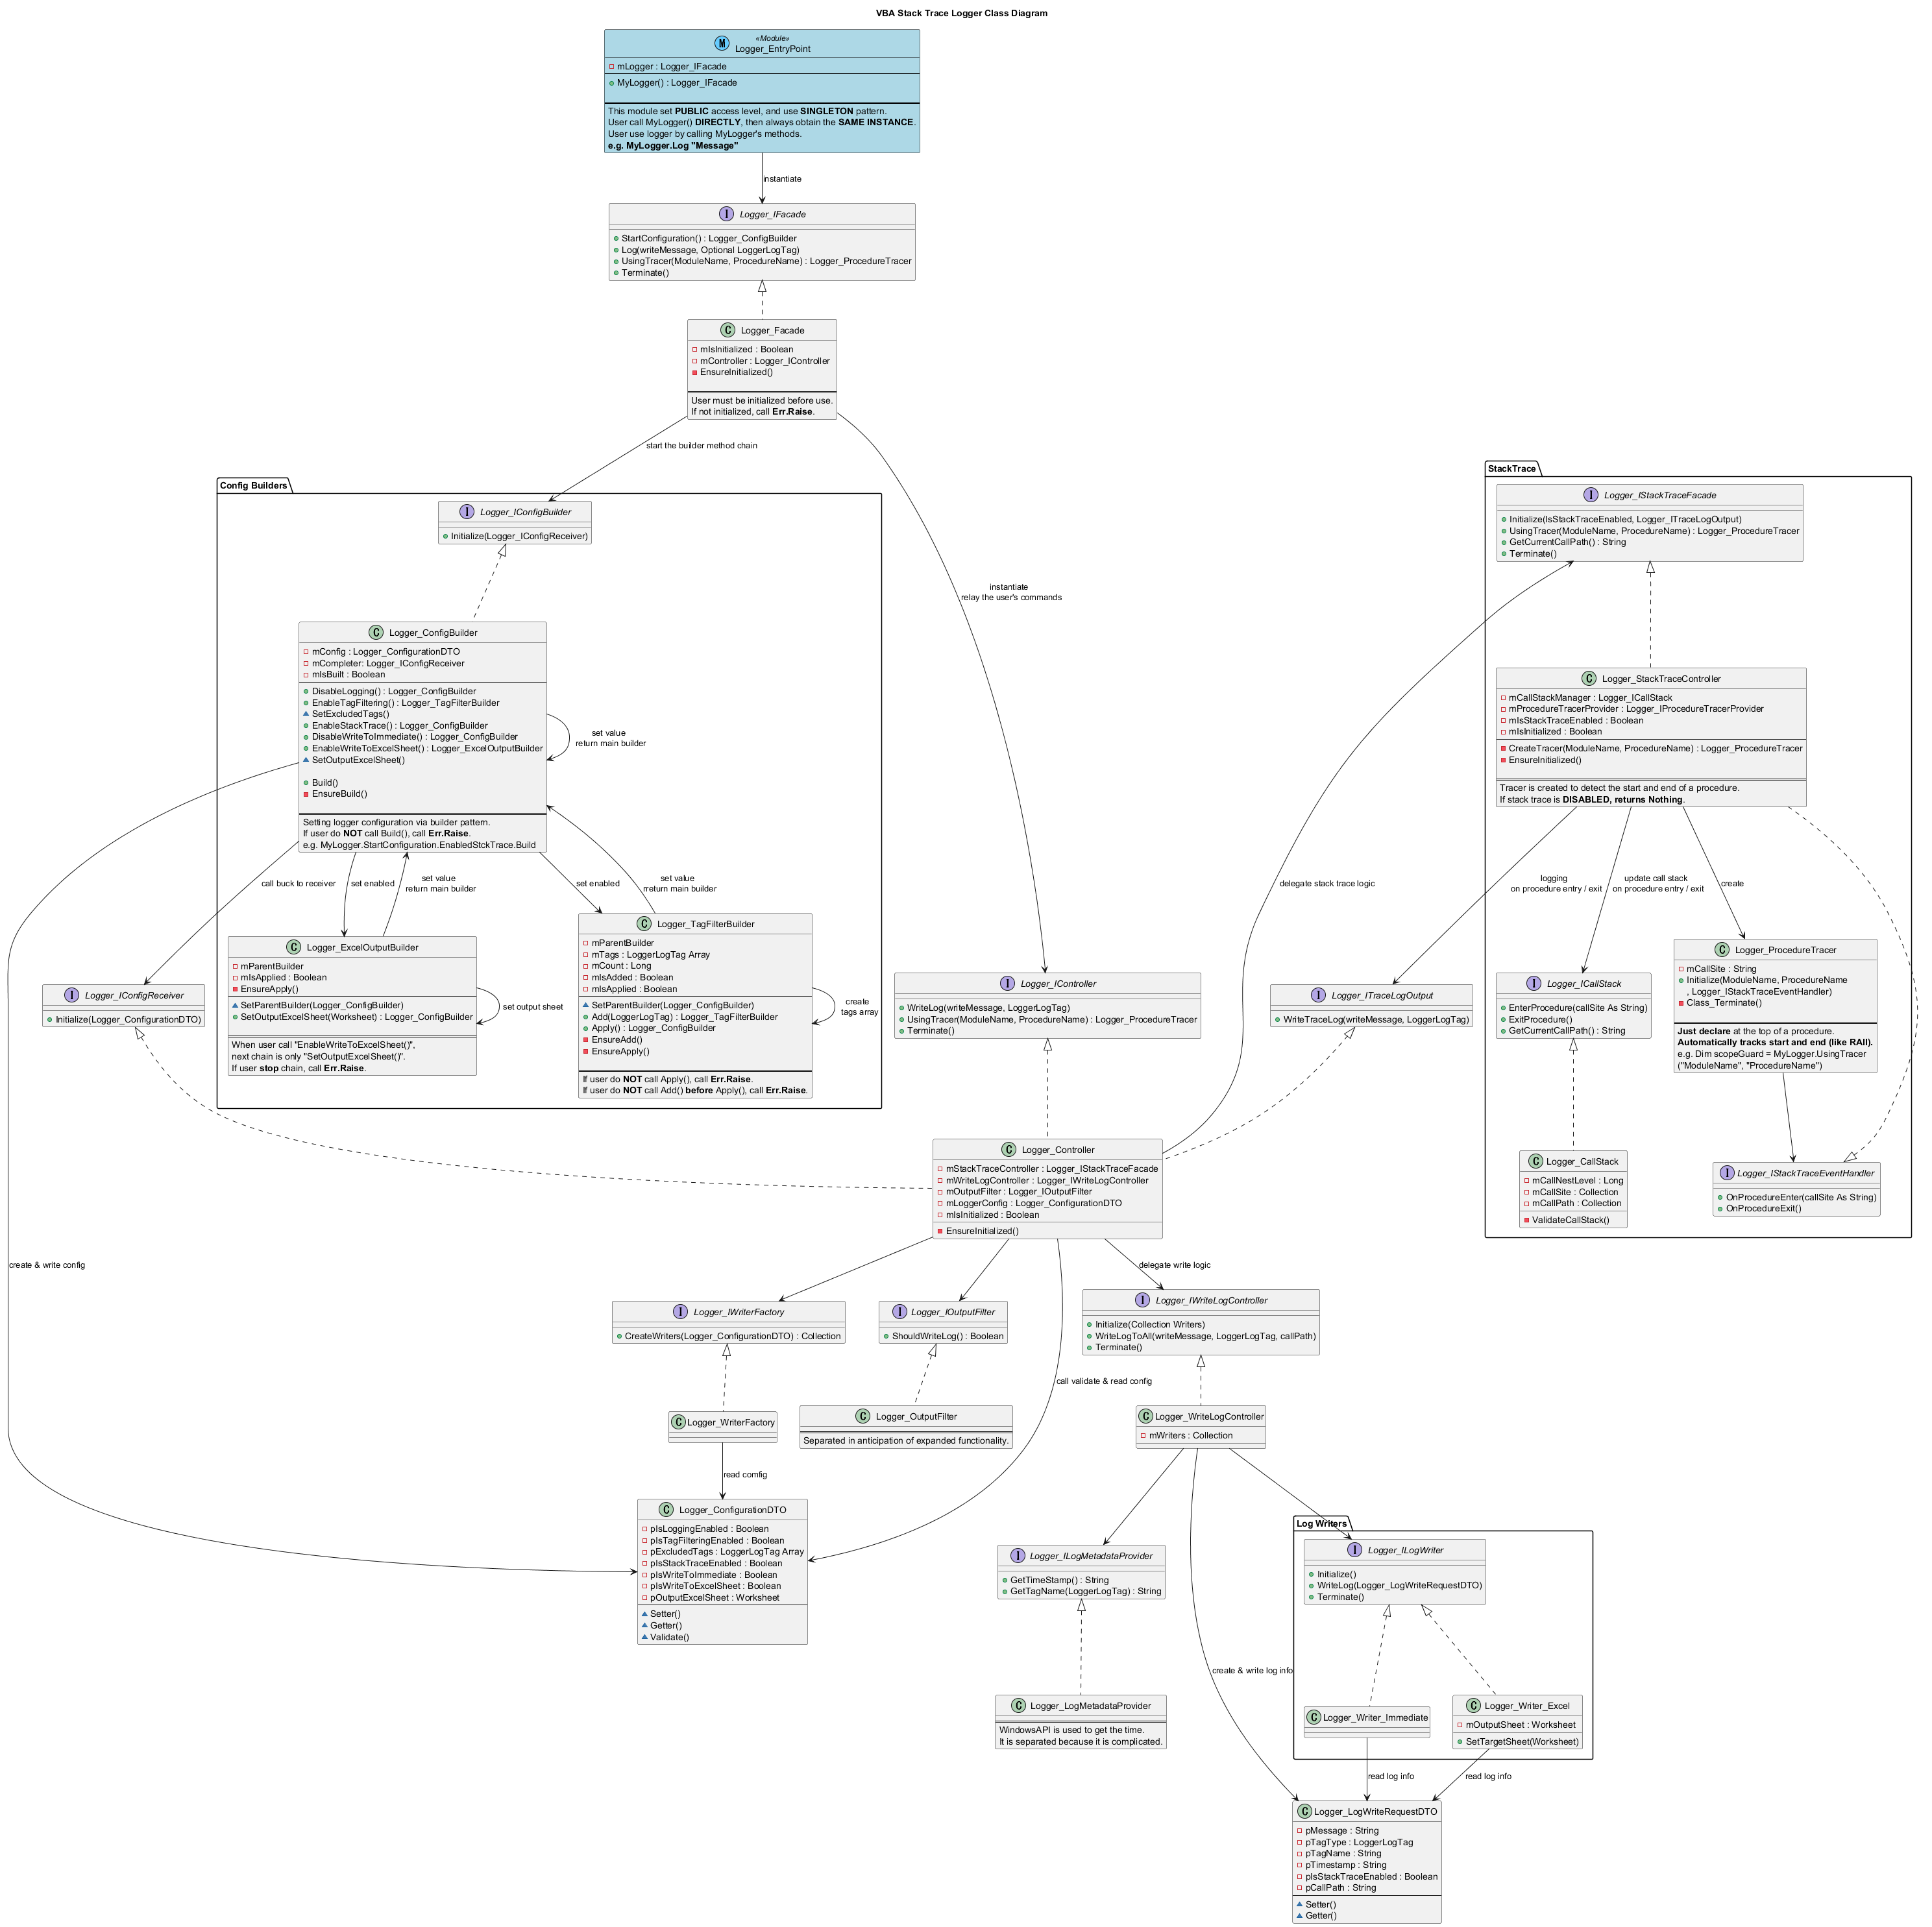 VBA Stack Trace Logger Class Diagram
M
«Module»
Logger_EntryPoint
mLogger : Logger_IFacade
MyLogger() : Logger_IFacade
This module set PUBLIC access level, and use SINGLETON pattern.
User call MyLogger() DIRECTLY, then always obtain the SAME INSTANCE.
User use logger by calling MyLogger's methods.
e.g. MyLogger.Log "Message"
instantiate
I Logger_IFacade
StartConfiguration() : Logger_ConfigBuilder
Log(writeMessage, Optional LoggerLogTag)
UsingTracer(ModuleName, ProcedureName) : Logger_ProcedureTracer
Terminate()
C Logger_Facade
mIsInitialized : Boolean
mController : Logger_IController
EnsureInitialized()
User must be initialized before use.
If not initialized, call Err.Raise.
start the builder method chain
instantiate
relay the user's commands
Config Builders
I Logger_IConfigBuilder
Initialize(Logger_IConfigReceiver)
C Logger_ConfigBuilder
mConfig : Logger_ConfigurationDTO
mCompleter: Logger_IConfigReceiver
mIsBuilt : Boolean
DisableLogging() : Logger_ConfigBuilder
EnableTagFiltering() : Logger_TagFilterBuilder
SetExcludedTags()
EnableStackTrace() : Logger_ConfigBuilder
DisableWriteToImmediate() : Logger_ConfigBuilder
EnableWriteToExcelSheet() : Logger_ExcelOutputBuilder
SetOutputExcelSheet()
Build()
EnsureBuild()
Setting logger configuration via builder pattern.
If user do NOT call Build(), call Err.Raise.
e.g. MyLogger.StartConfiguration.EnabledStckTrace.Build
set value
return main builder
call buck to receiver
set enabled
set value
return main builder
set enabled
set value
rreturn main builder
C Logger_ExcelOutputBuilder
mParentBuilder
mIsApplied : Boolean
EnsureApply()
SetParentBuilder(Logger_ConfigBuilder)
SetOutputExcelSheet(Worksheet) : Logger_ConfigBuilder
When user call "EnableWriteToExcelSheet()",
next chain is only "SetOutputExcelSheet()".
If user stop chain, call Err.Raise.
set output sheet
C Logger_TagFilterBuilder
mParentBuilder
mTags : LoggerLogTag Array
mCount : Long
mIsAdded : Boolean
mIsApplied : Boolean
SetParentBuilder(Logger_ConfigBuilder)
Add(LoggerLogTag) : Logger_TagFilterBuilder
Apply() : Logger_ConfigBuilder
EnsureAdd()
EnsureApply()
If user do NOT call Apply(), call Err.Raise.
If user do NOT call Add() before Apply(), call Err.Raise.
create
tags array
I Logger_IConfigReceiver
Initialize(Logger_ConfigurationDTO)
StackTrace
I Logger_IStackTraceFacade
Initialize(IsStackTraceEnabled, Logger_ITraceLogOutput)
UsingTracer(ModuleName, ProcedureName) : Logger_ProcedureTracer
GetCurrentCallPath() : String
Terminate()
C Logger_StackTraceController
mCallStackManager : Logger_ICallStack
mProcedureTracerProvider : Logger_IProcedureTracerProvider
mIsStackTraceEnabled : Boolean
mIsInitialized : Boolean
CreateTracer(ModuleName, ProcedureName) : Logger_ProcedureTracer
EnsureInitialized()
Tracer is created to detect the start and end of a procedure.
If stack trace is DISABLED, returns Nothing.
delegate stack trace logic
logging
on procedure entry / exit
update call stack
on procedure entry / exit
create
C Logger_ProcedureTracer
mCallSite : String
Initialize(ModuleName, ProcedureName
, Logger_IStackTraceEventHandler)
Class_Terminate()
Just declare at the top of a procedure.
Automatically tracks start and end (like RAII).
e.g. Dim scopeGuard = MyLogger.UsingTracer
("ModuleName", "ProcedureName")
I Logger_ICallStack
EnterProcedure(callSite As String)
ExitProcedure()
GetCurrentCallPath() : String
C Logger_CallStack
mCallNestLevel : Long
mCallSite : Collection
mCallPath : Collection
ValidateCallStack()
I Logger_IStackTraceEventHandler
OnProcedureEnter(callSite As String)
OnProcedureExit()
I Logger_IController
WriteLog(writeMessage, LoggerLogTag)
UsingTracer(ModuleName, ProcedureName) : Logger_ProcedureTracer
Terminate()
I Logger_ITraceLogOutput
WriteTraceLog(writeMessage, LoggerLogTag)
C Logger_Controller
mStackTraceController : Logger_IStackTraceFacade
mWriteLogController : Logger_IWriteLogController
mOutputFilter : Logger_IOutputFilter
mLoggerConfig : Logger_ConfigurationDTO
mIsInitialized : Boolean
EnsureInitialized()
create & write config
delegate write logic
I Logger_IWriterFactory
CreateWriters(Logger_ConfigurationDTO) : Collection
I Logger_IOutputFilter
ShouldWriteLog() : Boolean
I Logger_IWriteLogController
Initialize(Collection Writers)
WriteLogToAll(writeMessage, LoggerLogTag, callPath)
Terminate()
call validate & read config
C Logger_WriterFactory
C Logger_OutputFilter
Separated in anticipation of expanded functionality.
C Logger_WriteLogController
mWriters : Collection
read comfig
C Logger_ConfigurationDTO
pIsLoggingEnabled : Boolean
pIsTagFilteringEnabled : Boolean
pExcludedTags : LoggerLogTag Array
pIsStackTraceEnabled : Boolean
pIsWriteToImmediate : Boolean
pIsWriteToExcelSheet : Boolean
pOutputExcelSheet : Worksheet
Setter()
Getter()
Validate()
I Logger_ILogMetadataProvider
GetTimeStamp() : String
GetTagName(LoggerLogTag) : String
C Logger_LogMetadataProvider
WindowsAPI is used to get the time.
It is separated because it is complicated.
create & write log info
Log Writers
I Logger_ILogWriter
Initialize()
WriteLog(Logger_LogWriteRequestDTO)
Terminate()
C Logger_Writer_Immediate
C Logger_Writer_Excel
mOutputSheet : Worksheet
SetTargetSheet(Worksheet)
read log info
read log info
C Logger_LogWriteRequestDTO
pMessage : String
pTagType : LoggerLogTag
pTagName : String
pTimestamp : String
pIsStackTraceEnabled : Boolean
pCallPath : String
Setter()
Getter()